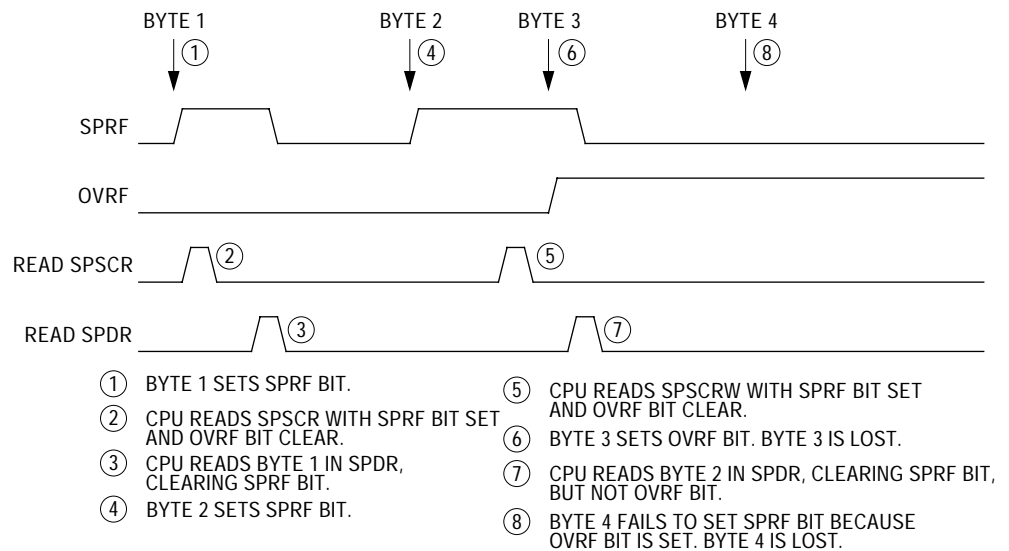 BYTE 1 BYTE 2 BYTE 3 BYTE 4
1 4 6 8
SPRF
OVRF
READ SPSCR 2 5
READ SPDR 3 7
1 BYTE 1 SETS SPRF BIT.
2 CPU READS SPSCR WITH SPRF BIT SET
AND OVRF BIT CLEAR.
3 CPU READS BYTE 1 IN SPDR,
CLEARING SPRF BIT.
4 BYTE 2 SETS SPRF BIT.
5 CPU READS SPSCRW WITH SPRF BIT SET
AND OVRF BIT CLEAR.
6 BYTE 3 SETS OVRF BIT. BYTE 3 IS LOST.
7 CPU READS BYTE 2 IN SPDR, CLEARING SPRF BIT,
BUT NOT OVRF BIT.
8 BYTE 4 FAILS TO SET SPRF BIT BECAUSE
OVRF BIT IS SET. BYTE 4 IS LOST.